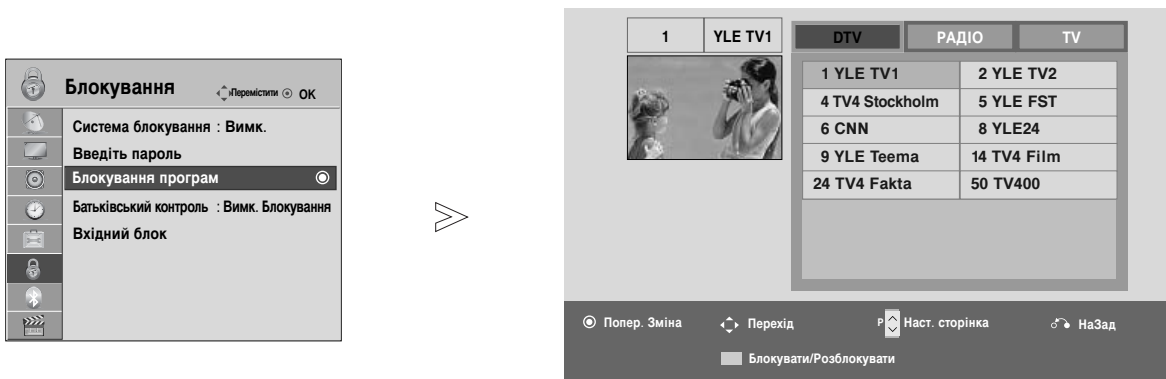 Блокування Перемістити OK
Система блокування : Вимк.
Введіть пароль
Блокування програм
Батьківський контроль : Вимк. Блокування
Вхідний блок
1 YLE TV1
DTV РАДІО TV
1 YLE TV1 2 YLE TV2
4 TV4 Stockholm 5 YLE FST
6 CNN 8 YLE24
9 YLE Teema 14 TV4 Film
24 TV4 Fakta 50 TV400
Попер. Зміна Перехід P Наст. сторінка НаЗад
Блокувати/Розблокувати